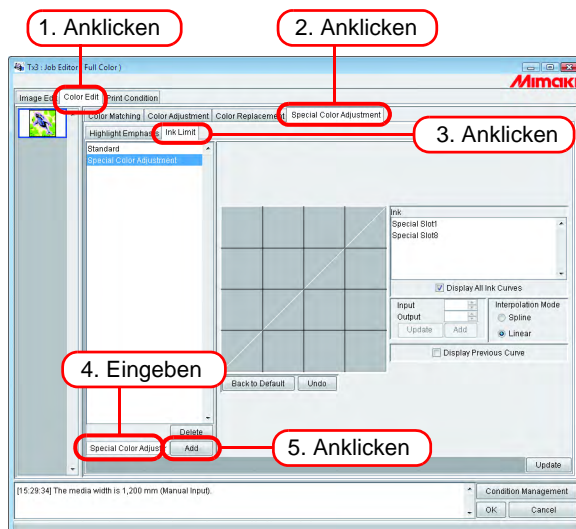 1. Anklicken
2. Anklicken
Tx3 : Job Editor ( Full Color )
Mimaki
Image Edit Color Edit Print Condition
Color Matching Color Adjustment Color Replacement Special Color Adjustment
Highlight Emphasis Ink Limit
3. Anklicken
Standard
Special Color Adjustment
Ink
Special Slot1
Special Slot8
Display All Ink Curves
Input
Output
Update Add
Interpolation Mode
Spline
Linear
Display Previous Curve
4. Eingeben
Back to Default Undo
Delete
Special Color Adjust Add
5. Anklicken
Update
[15:29:34] The media width is 1,200 mm (Manual Input).
Condition Management
OK Cancel